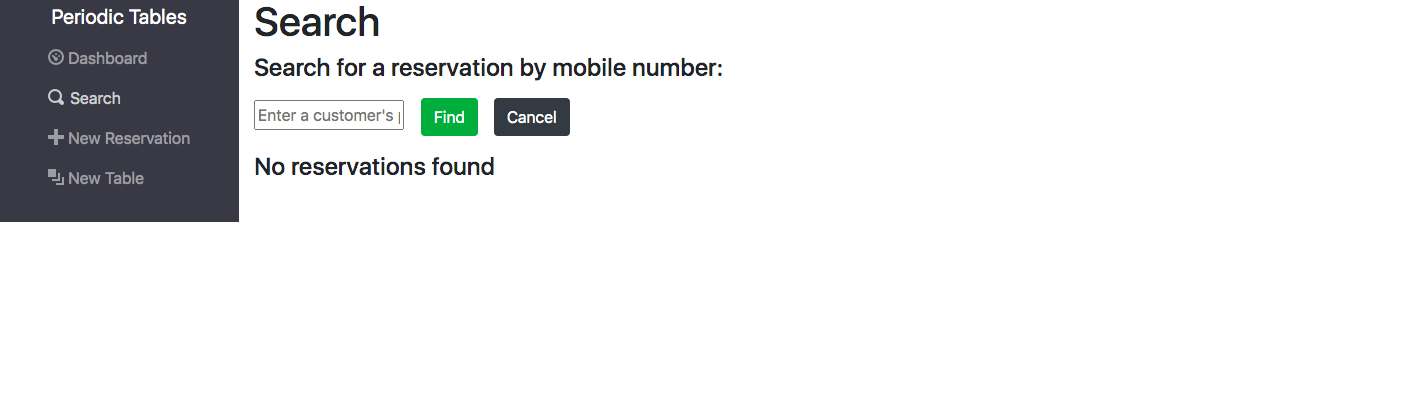 Periodic Tables
Dashboard
Search
New Reservation
New Table
Search
Search for a reservation by mobile number:
Enter a customer's
Find
Cancel
No reservations found